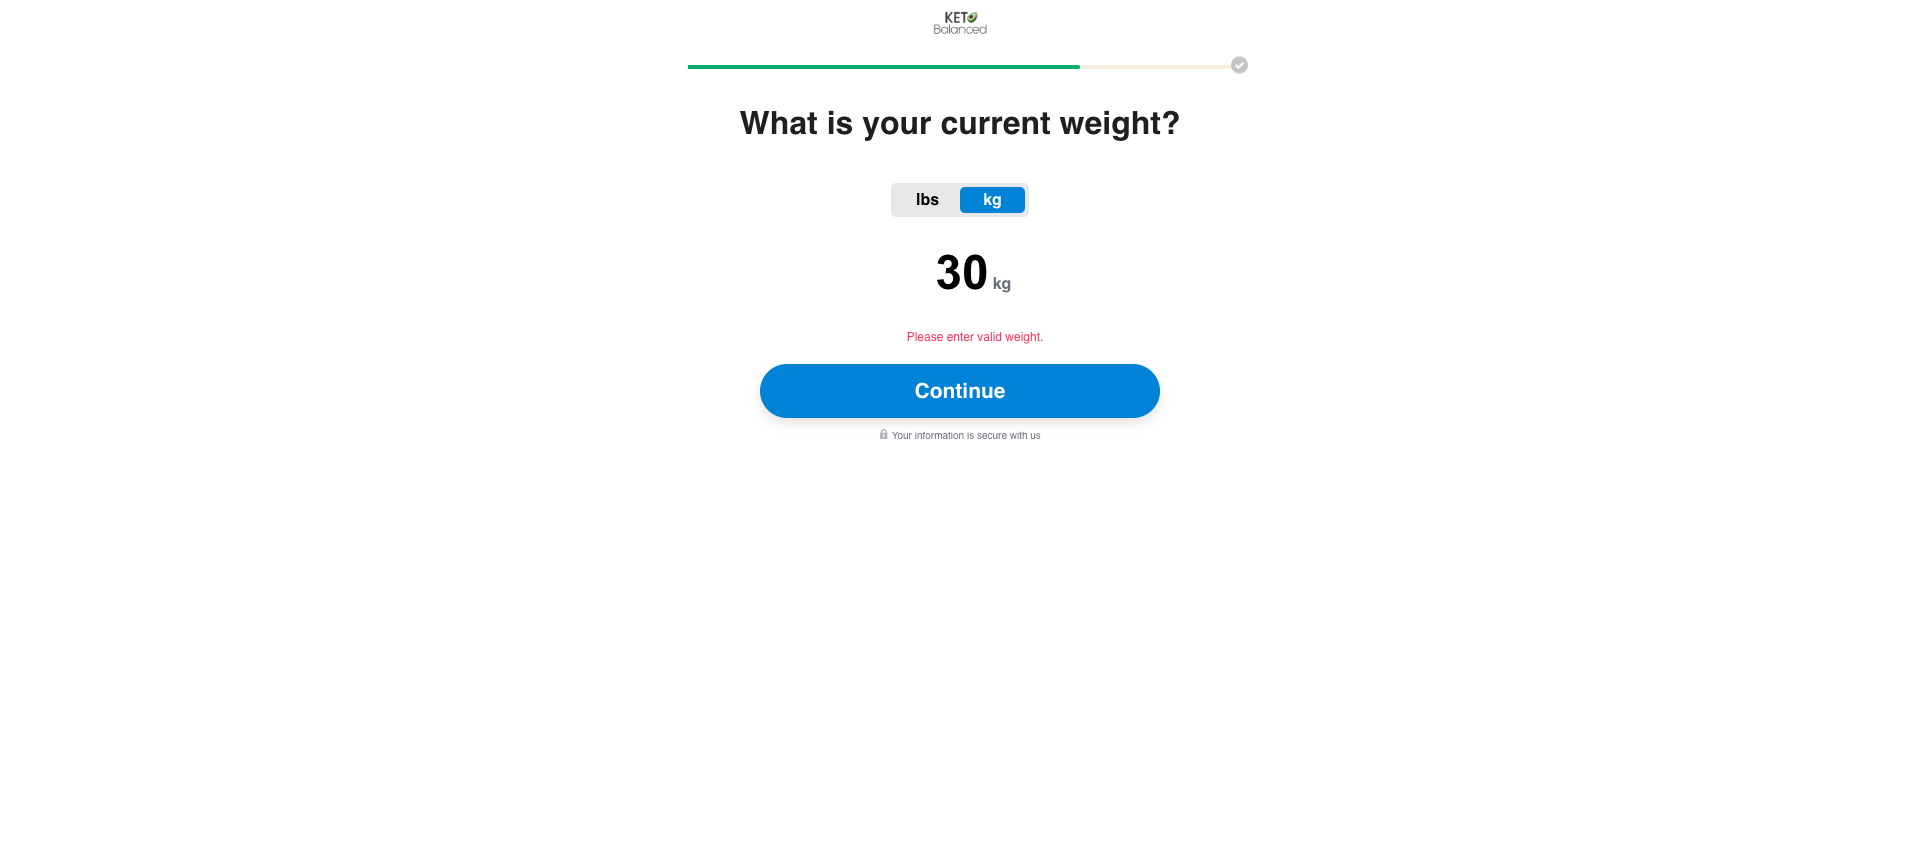 KETO
Balanced
What is your current weight?
lbs kg
30 kg
Please enter valid weight.
Continue
Your information is secure with us